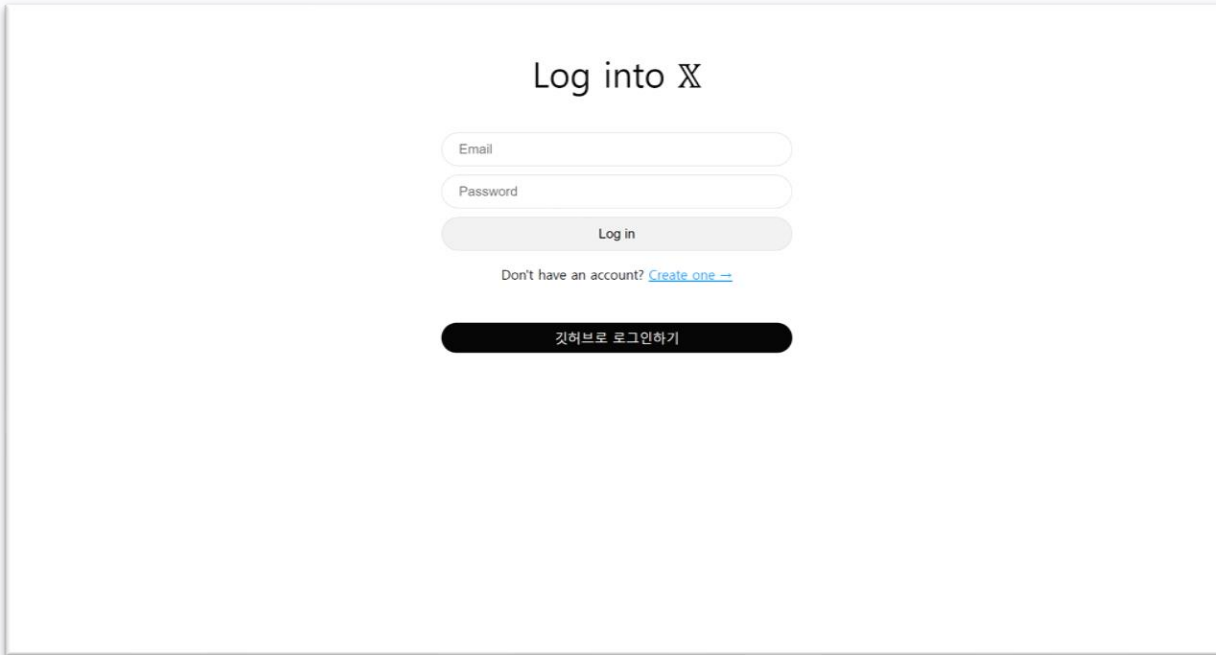 Log into 𝕏
Email
Password
Log in
Don't have an account? Create one →
깃허브로 로그인하기